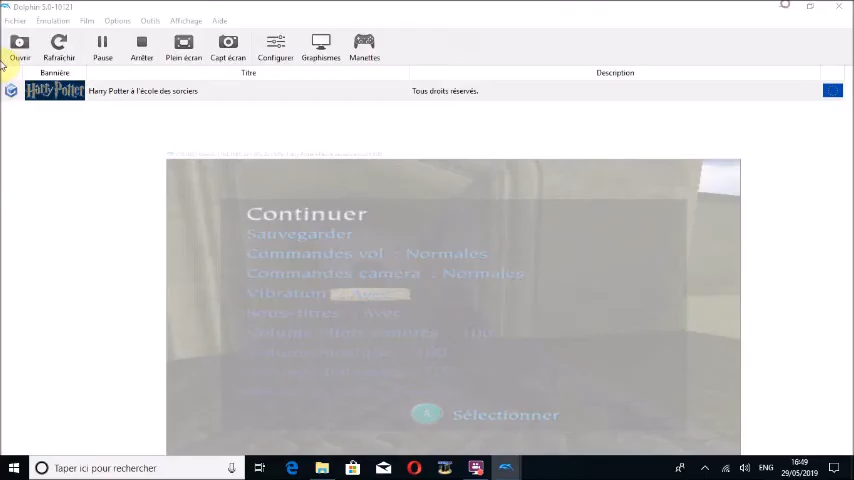 Dolphin 5.0-10121
Fichier Émulation Film Options Outils Affichage Aide
Ouvrir Rafraîchir Pause Arrêter Plein écran Capt écran Configurer Graphismes Manettes
Bannière Titre Description
Harry Potter Harry Potter à l'école des sorciers Tous droits réservés.
Continuer
Sauvegarder
Commandes vol : Normales
Commandes caméra : Normales
Vibration : Avec
Sous-titres : Avec
A Sélectionner
Taper ici pour rechercher
ENG
16:49
29/05/2019